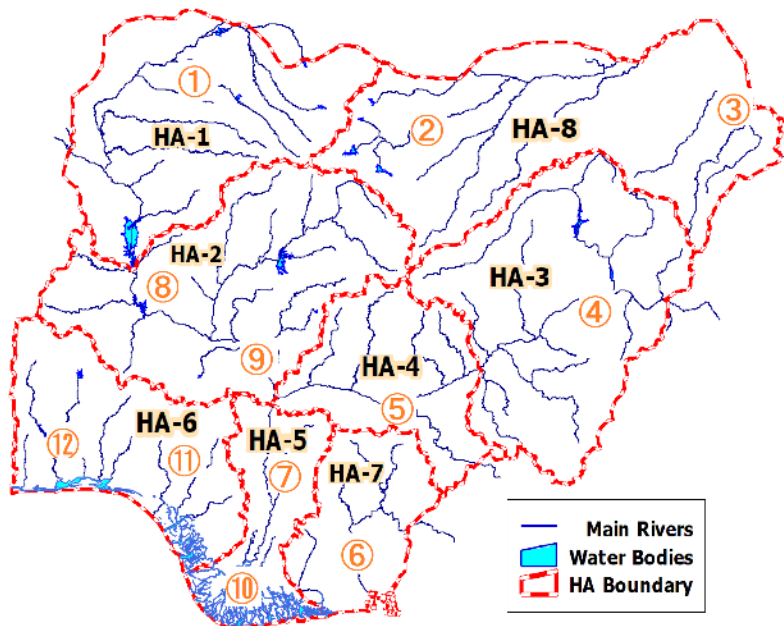 ①
HA-1
②
HA-8
③
HA-2
⑧
HA-3
④
⑨
HA-4
⑤
HA-6
⑫
⑪
HA-5
⑦
HA-7
⑥
⑩
Main Rivers
Water Bodies
HA Boundary